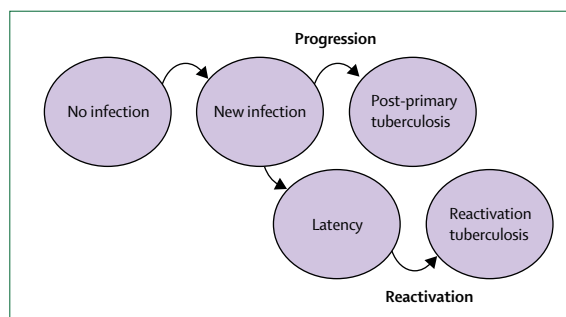 Progression
No infection
New infection
Post-primary
tuberculosis
Latency
Reactivation
tuberculosis
Reactivation